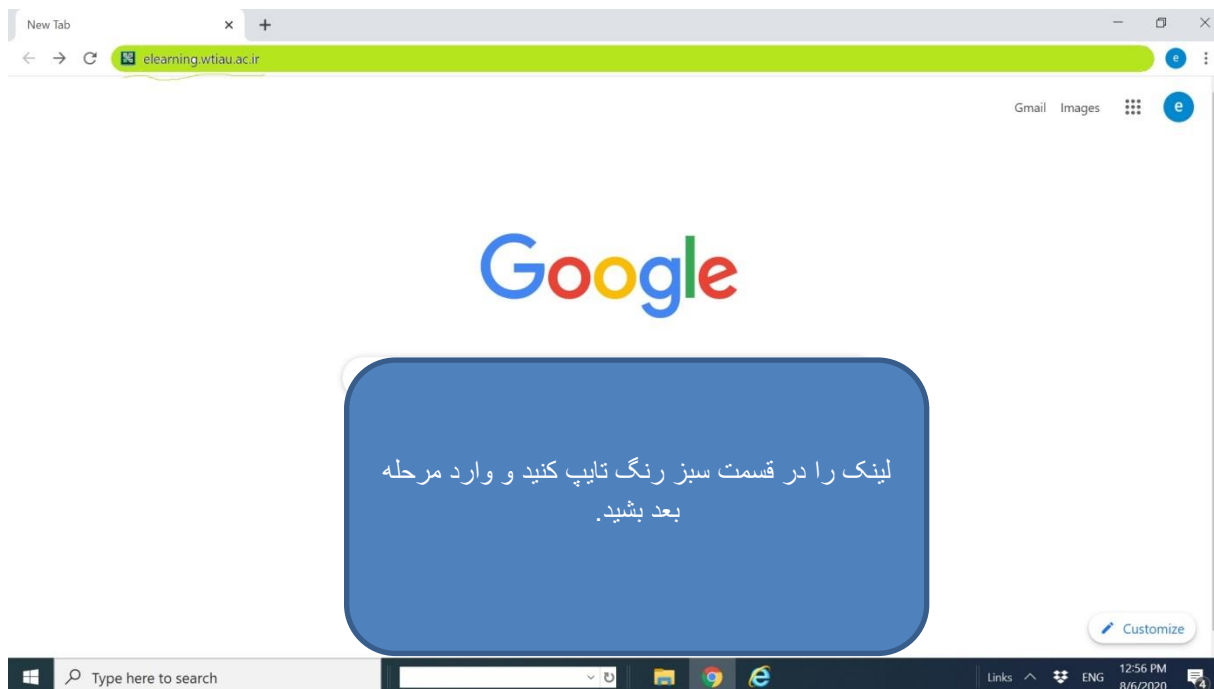 New Tab
elearning.wtiau.ac.ir
e
Gmail Images
e
Google
لینک را در قسمت سبز رنگ تایپ کنید و وارد مرحله
بعد بشید.
Customize
Type here to search
Links
ENG
12:56 PM
8/6/2020
4